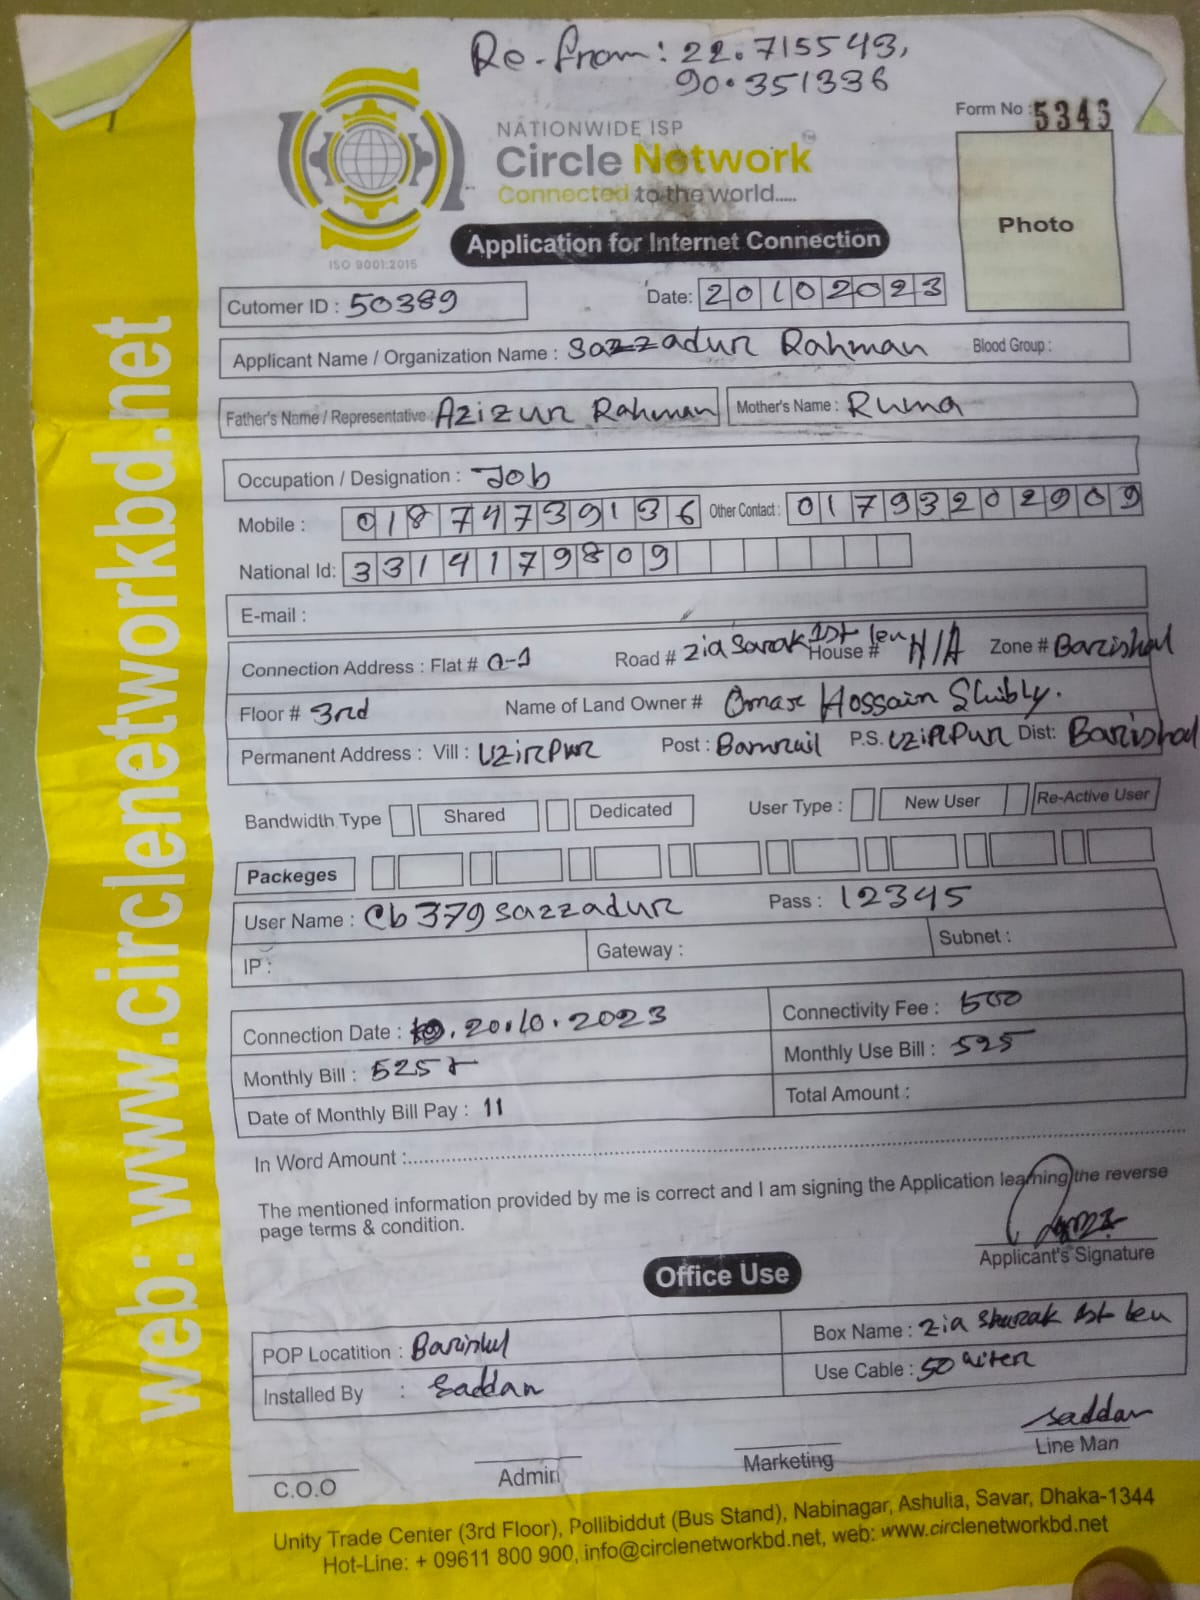 Re-from: 22.715543,
90.351336
Form No : 5346
NATIONWIDE ISP
Circle Network™
Connected to the world.....
ISO 9001:2015
Application for Internet Connection
Photo
Cutomer ID : 50389
Date: 20102023
Applicant Name / Organization Name : Sazzadur Rahman Blood Group :
Father's Name / Representative : Azizur Rahman Mother's Name : Ruma
Occupation / Designation : Job
Mobile : 01874739136 Other Contact : 01793202909
National Id: 3314179809
E-mail :
Connection Address : Flat # a-1 Road # Zia Sarak 1st len House # N/A Zone # Barishal
Floor # 3rd Name of Land Owner # Omar Hossain Shibly.
Permanent Address : Vill : Uzirpur Post : Bamrail P.S. Uzirpur Dist: Barishal
Bandwidth Type Shared Dedicated User Type : New User Re-Active User
Packeges
User Name : Cb379sazzadur Pass : 12345
IP : Gateway : Subnet :
Connection Date : 20.10.2023 Connectivity Fee : 500
Monthly Bill : 525 Monthly Use Bill : 525
Date of Monthly Bill Pay : 11 Total Amount :
In Word Amount :
The mentioned information provided by me is correct and I am signing the Application learning the reverse
page terms & condition.
Applicant's Signature
Office Use
POP Locatition : Barishal Box Name : Zia Sharak 1st len
Installed By : Saddam Use Cable : 50 miter
saddam
C.O.O Admin Marketing Line Man
Unity Trade Center (3rd Floor), Pollibiddut (Bus Stand), Nabinagar, Ashulia, Savar, Dhaka-1344
Hot-Line: + 09611 800 900, info@circlenetworkbd.net, web: www.circlenetworkbd.net
web: www.circlenetworkbd.net